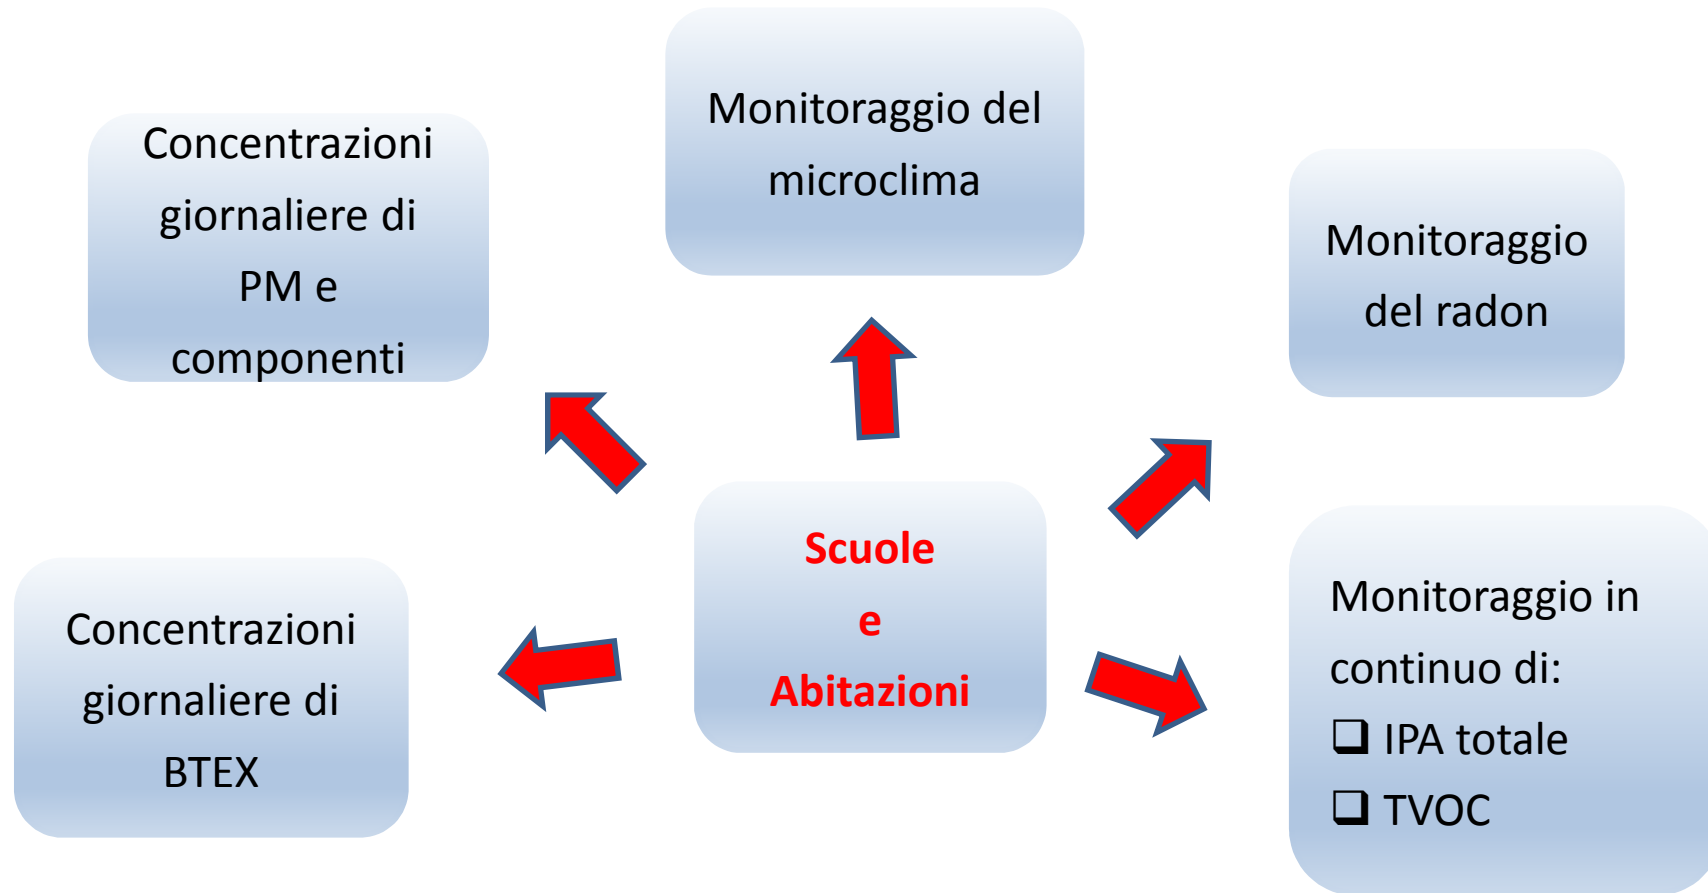 Monitoraggio del
microclima
Concentrazioni
giornaliere di
PM e
componenti
Monitoraggio
del radon
Scuole
e
Abitazioni
Concentrazioni
giornaliere di
BTEX
Monitoraggio in
continuo di:
❑ IPA totale
❑ TVOC